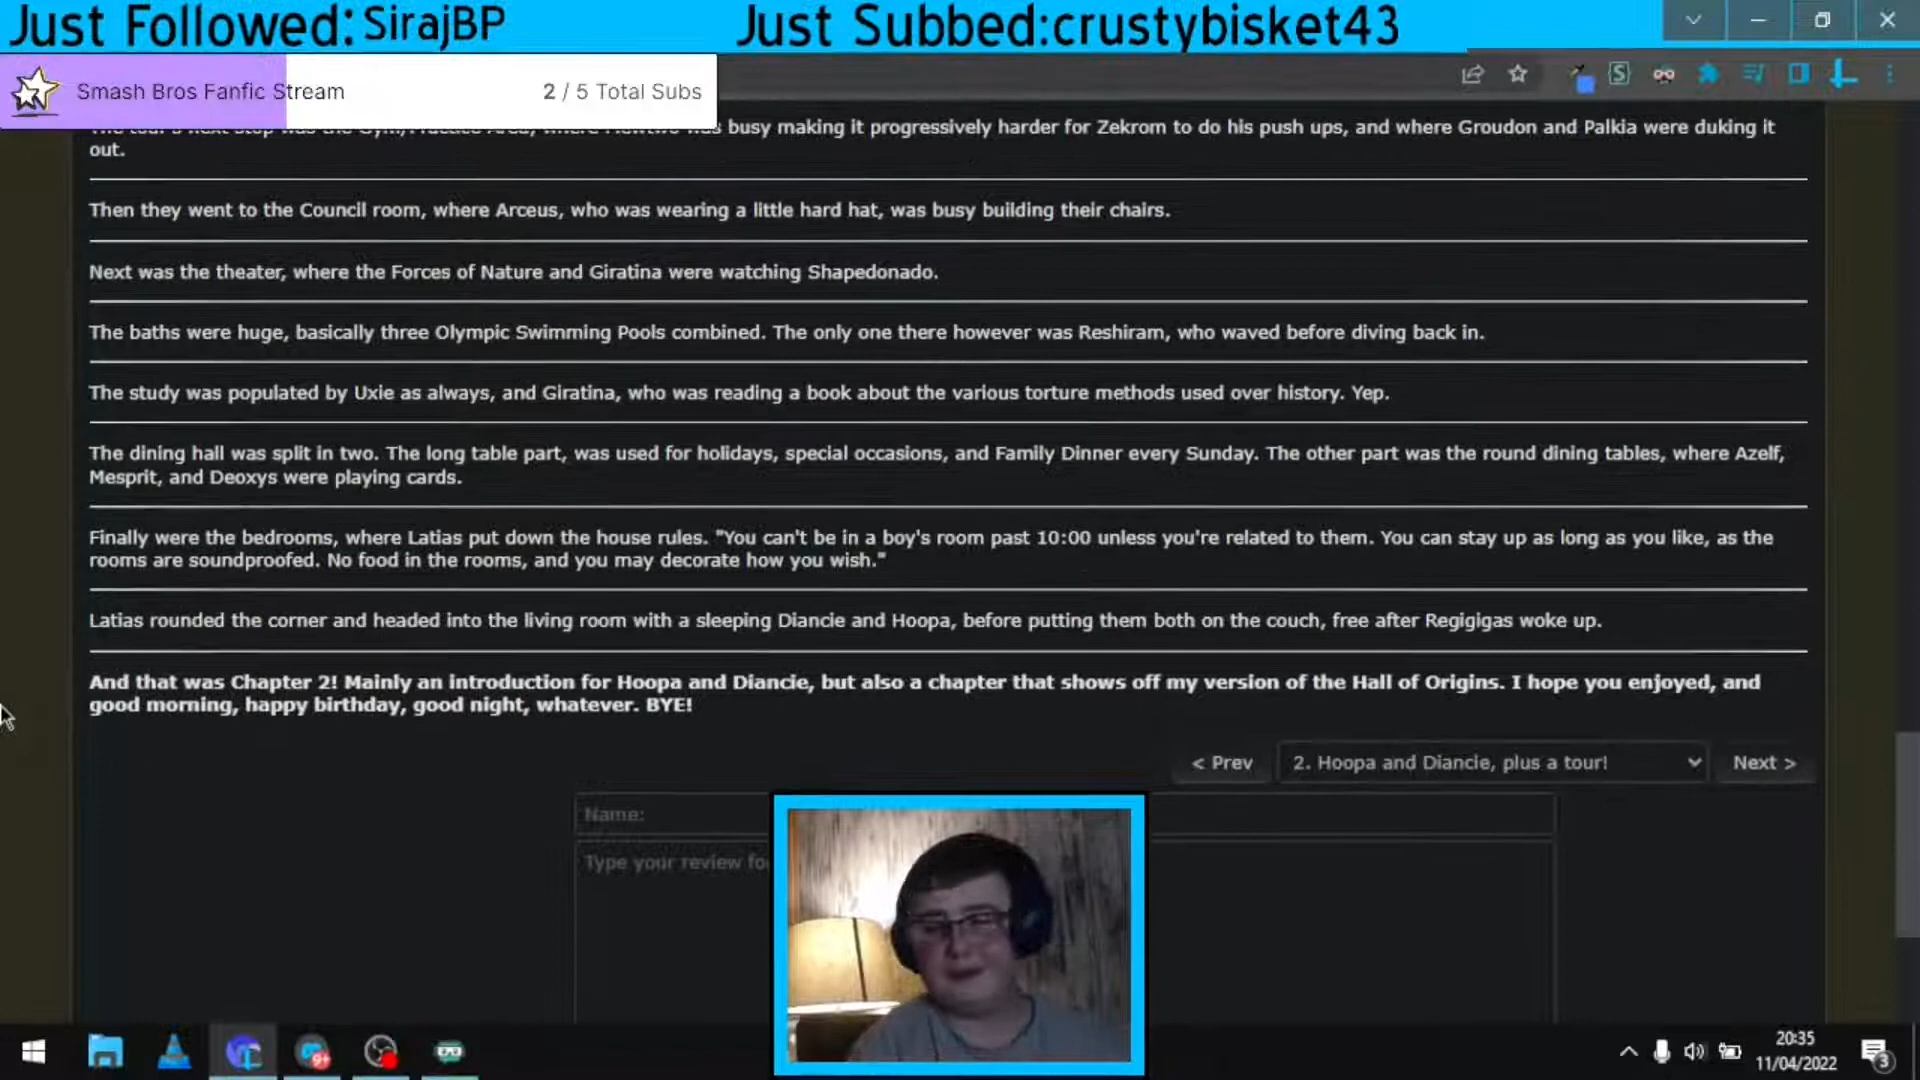 Just Followed: SirajBP
Just Subbed:crustybisket43
Smash Bros Fanfic Stream
2 / 5 Total Subs
busy making it progressively harder for Zekrom to do his push ups, and where Groudon and Palkia were duking it
out.
Then they went to the Council room, where Arceus, who was wearing a little hard hat, was busy building their chairs.
Next was the theater, where the Forces of Nature and Giratina were watching Shapedonado.
The baths were huge, basically three Olympic Swimming Pools combined. The only one there however was Reshiram, who waved before diving back in.
The study was populated by Uxie as always, and Giratina, who was reading a book about the various torture methods used over history. Yep.
The dining hall was split in two. The long table part, was used for holidays, special occasions, and Family Dinner every Sunday. The other part was the round dining tables, where Azelf,
Mesprit, and Deoxys were playing cards.
Finally were the bedrooms, where Latias put down the house rules. "You can't be in a boy's room past 10:00 unless you're related to them. You can stay up as long as you like, as the
rooms are soundproofed. No food in the rooms, and you may decorate how you wish."
Latias rounded the corner and headed into the living room with a sleeping Diancie and Hoopa, before putting them both on the couch, free after Regigigas woke up.
And that was Chapter 2! Mainly an introduction for Hoopa and Diancie, but also a chapter that shows off my version of the Hall of Origins. I hope you enjoyed, and
good morning, happy birthday, good night, whatever. BYE!
< Prev
2. Hoopa and Diancie, plus a tour!
Next >
Name:
Type your review fo
9+
20:35
11/04/2022
3